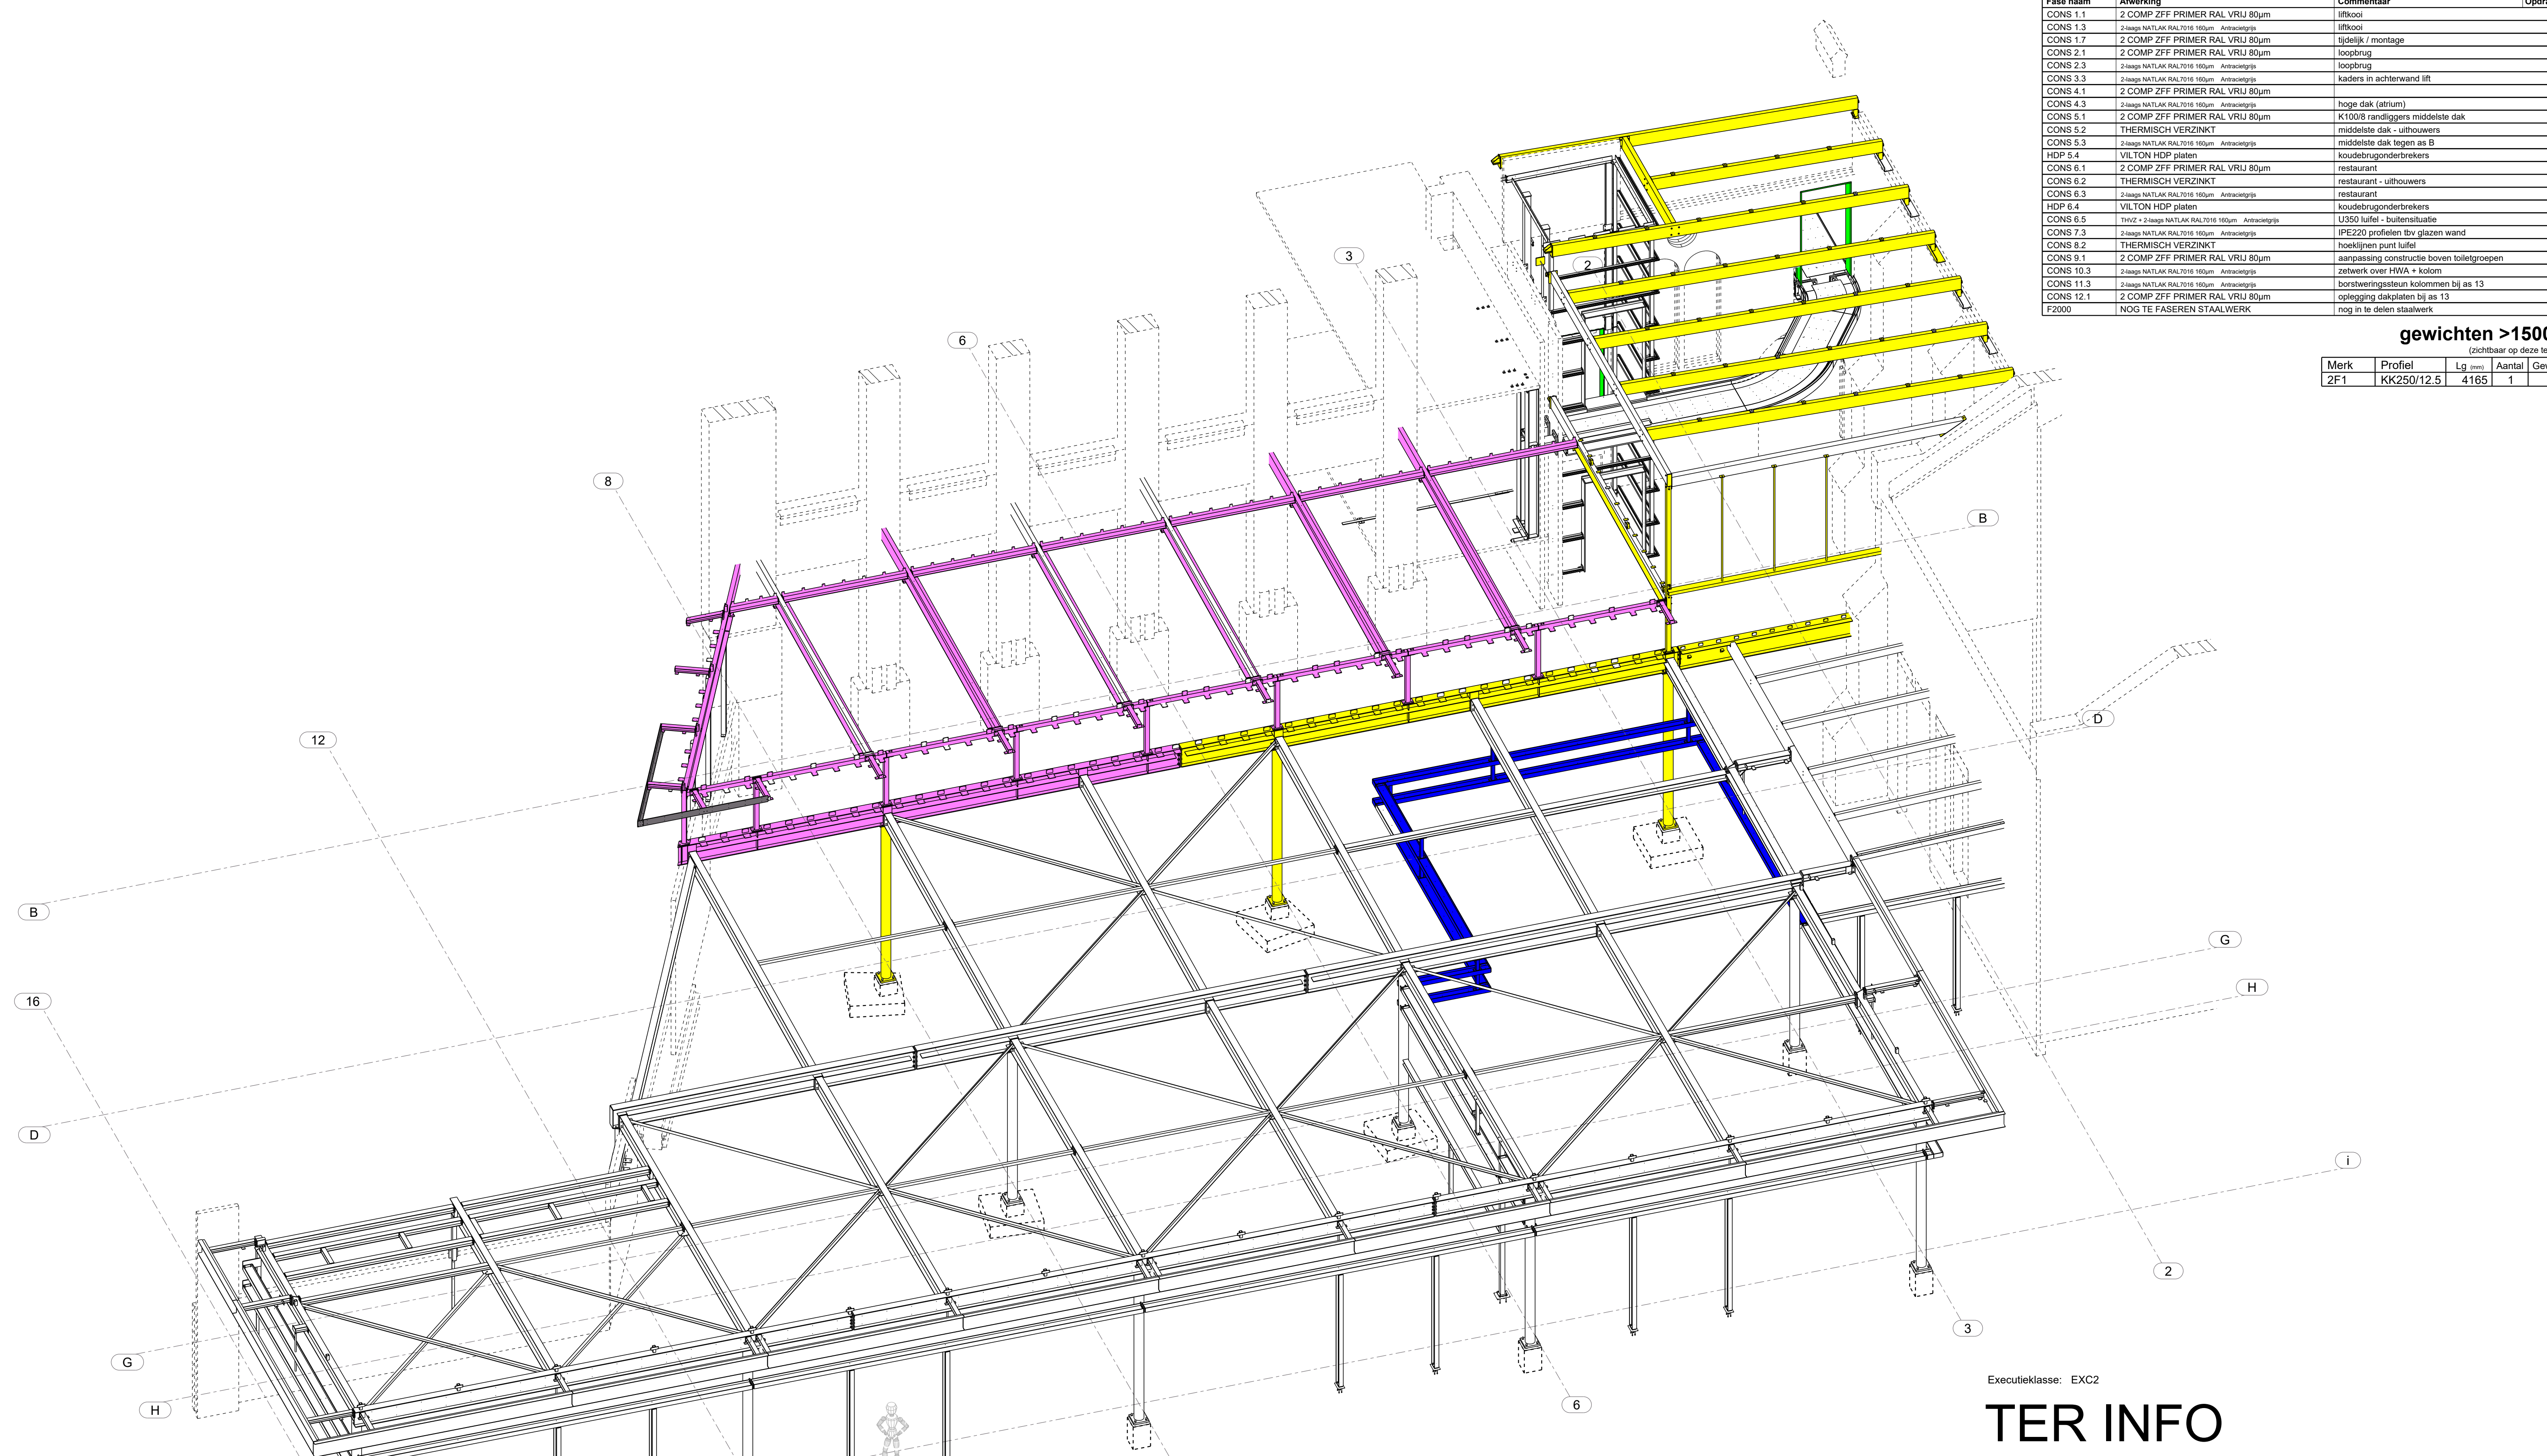 Fase naam Afwerking Commentaar Opdra
CONS 1.1 2 COMP ZFF PRIMER RAL VRIJ 80µm liftkooi
CONS 1.3 2-laags NATLAK RAL7016 160µm Antracietgrijs liftkooi
CONS 1.7 2 COMP ZFF PRIMER RAL VRIJ 80µm tijdelijk / montage
CONS 2.1 2 COMP ZFF PRIMER RAL VRIJ 80µm loopbrug
CONS 2.3 2-laags NATLAK RAL7016 160µm Antracietgrijs loopbrug
CONS 3.3 2-laags NATLAK RAL7016 160µm Antracietgrijs kaders in achterwand lift
CONS 4.1 2 COMP ZFF PRIMER RAL VRIJ 80µm
CONS 4.3 2-laags NATLAK RAL7016 160µm Antracietgrijs hoge dak (atrium)
CONS 5.1 2 COMP ZFF PRIMER RAL VRIJ 80µm K100/8 randliggers middelste dak
CONS 5.2 THERMISCH VERZINKT middelste dak - uithouwers
CONS 5.3 2-laags NATLAK RAL7016 160µm Antracietgrijs middelste dak tegen as B
HDP 5.4 VILTON HDP platen koudebrugonderbrekers
CONS 6.1 2 COMP ZFF PRIMER RAL VRIJ 80µm restaurant
CONS 6.2 THERMISCH VERZINKT restaurant - uithouwers
CONS 6.3 2-laags NATLAK RAL7016 160µm Antracietgrijs restaurant
HDP 6.4 VILTON HDP platen koudebrugonderbrekers
CONS 6.5 THVZ + 2-laags NATLAK RAL7016 160µm Antracietgrijs U350 luifel - buitensituatie
CONS 7.3 2-laags NATLAK RAL7016 160µm Antracietgrijs IPE220 profielen tbv glazen wand
CONS 8.2 THERMISCH VERZINKT hoeklijnen punt luifel
CONS 9.1 2 COMP ZFF PRIMER RAL VRIJ 80µm aanpassing constructie boven toiletgroepen
CONS 10.3 2-laags NATLAK RAL7016 160µm Antracietgrijs zetwerk over HWA + kolom
CONS 11.3 2-laags NATLAK RAL7016 160µm Antracietgrijs borstweringssteun kolommen bij as 13
CONS 12.1 2 COMP ZFF PRIMER RAL VRIJ 80µm oplegging dakplaten bij as 13
F2000 NOG TE FASEREN STAALWERK nog in te delen staalwerk
gewichten >1500
(zichtbaar op deze te
Merk Profiel Lg (mm) Aantal Gew
2F1 KK250/12.5 4165 1
3
2
6
8
B
12
D
B
G
H
16
D
i
2
3
G
H
6
Executieklasse: EXC2
TER INFO